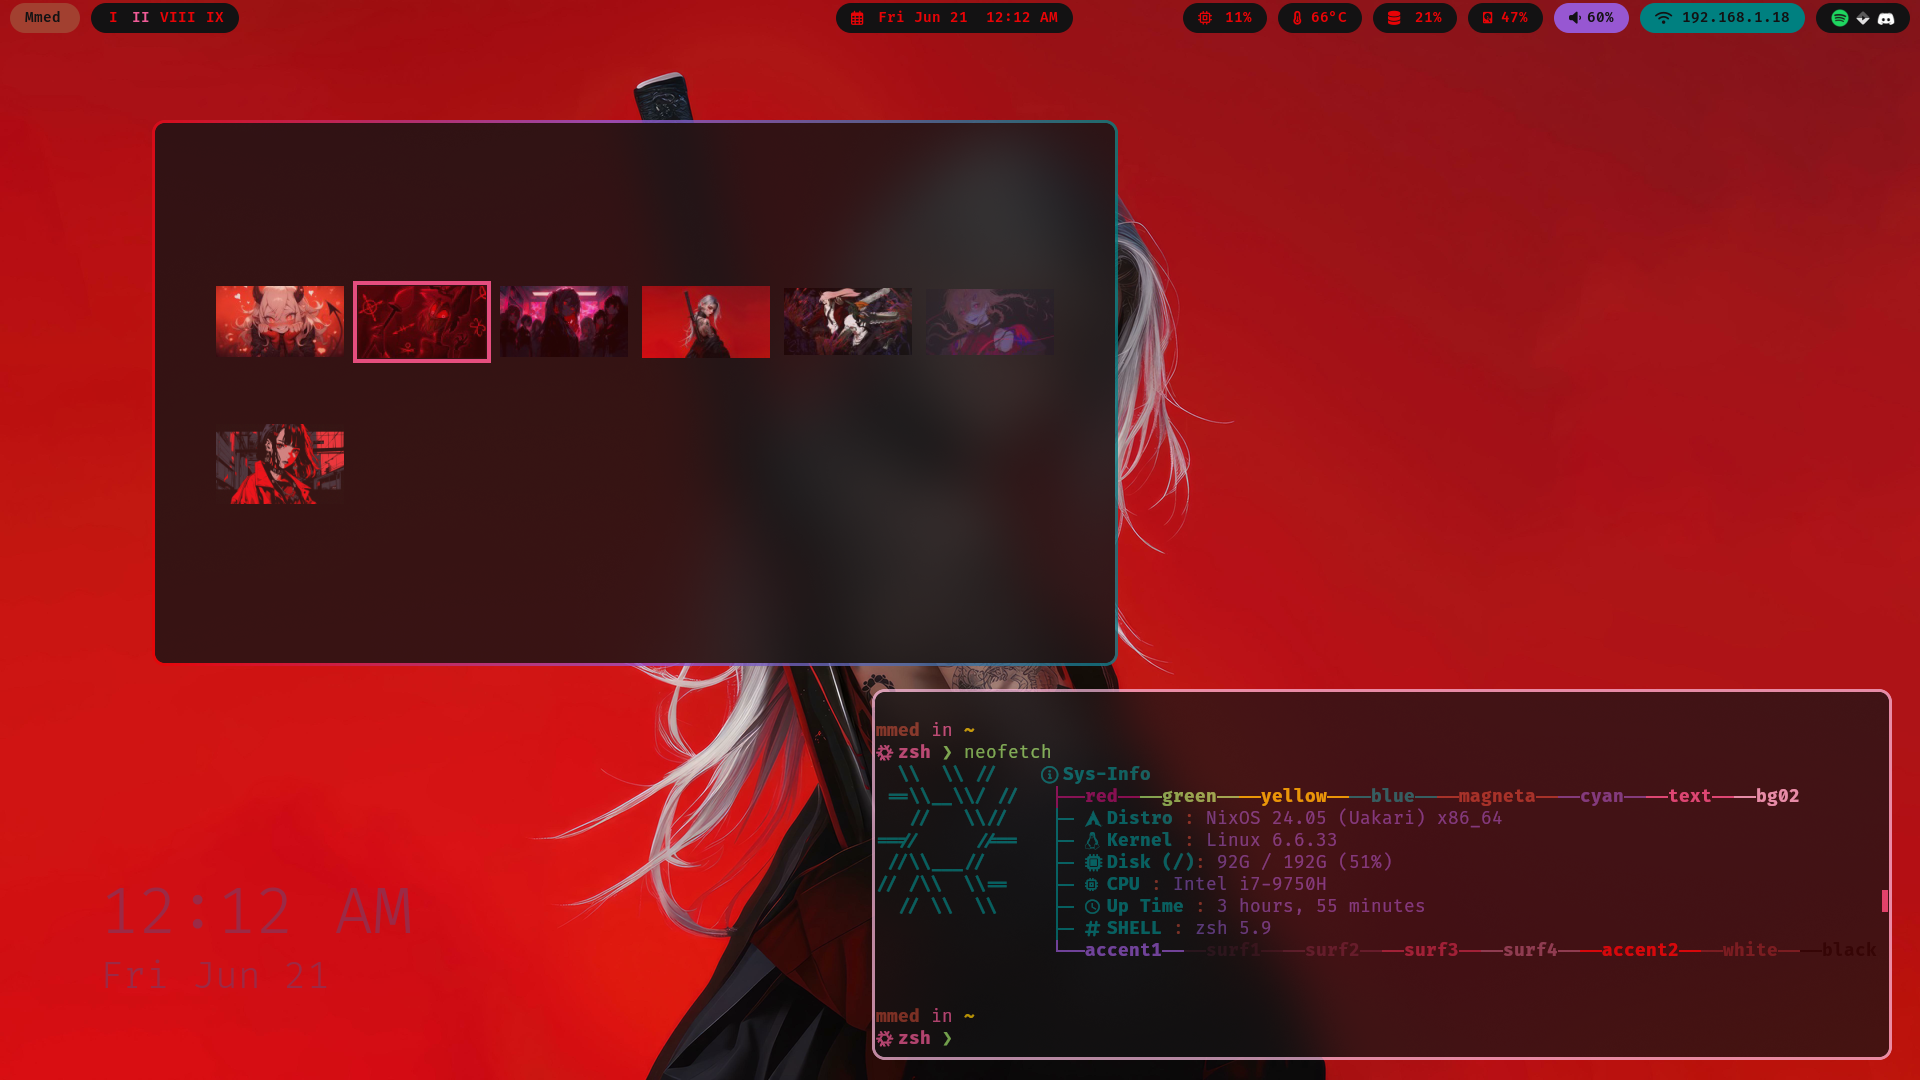 Mmed
I II VIII IX
Fri Jun 21 12:12 AM
11%
66°C
21%
47%
60%
192.168.1.18
mmed in ~
zsh ❯ neofetch
\\ \\ //
==\\__\\/ //
// \\//
==// //==
//\\___//
// /\\ \\==
// \\ \\
Sys-Info
red green yellow blue magneta cyan text bg02
Distro : NixOS 24.05 (Uakari) x86_64
Kernel : Linux 6.6.33
Disk (/): 92G / 192G (51%)
CPU : Intel i7-9750H
Up Time : 3 hours, 55 minutes
SHELL : zsh 5.9
accent1 surf1 surf2 surf3 surf4 accent2 white black
mmed in ~
zsh ❯
12:12 AM
Fri Jun 21